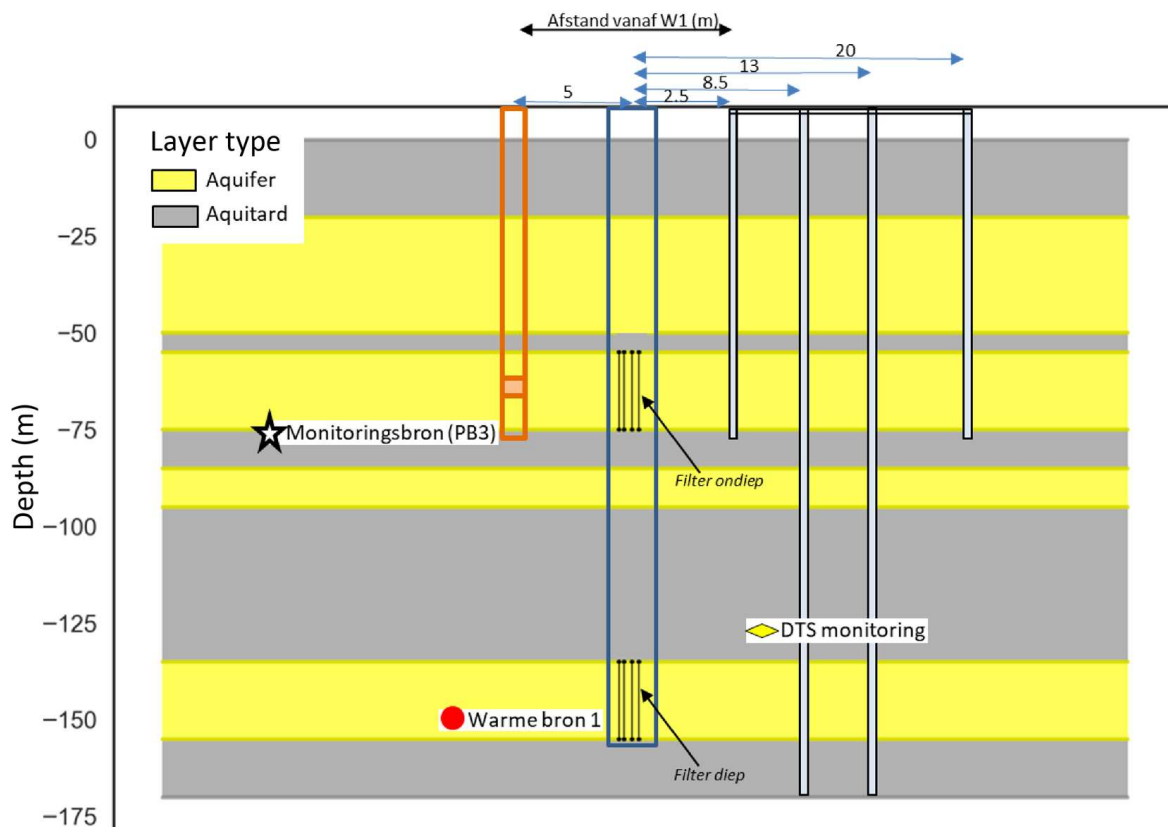 Afstand vanaf W1 (m)
20
13
8.5
5
2.5
Layer type
Aquifer
Aquitard
0
−25
−50
−75
−100
−125
−150
−175
Depth (m)
Monitoringsbron (PB3)
Filter ondiep
DTS monitoring
Warme bron 1
Filter diep